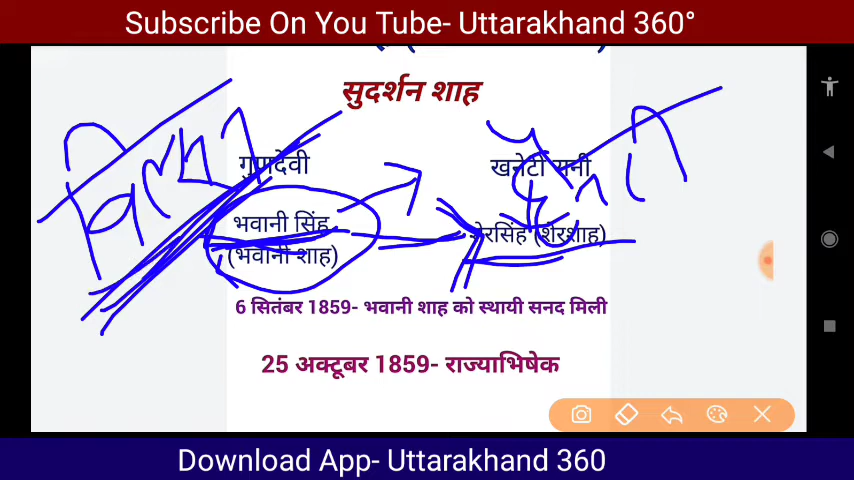 Subscribe On You Tube- Uttarakhand 360°
सुदर्शन शाह
गुणदेवी खनेटी रानी
भवानी सिंह शेरसिंह (शेरशाह)
(भवानी शाह)
6 सितंबर 1859- भवानी शाह को स्थायी सनद मिली
25 अक्टूबर 1859- राज्याभिषेक
Download App- Uttarakhand 360